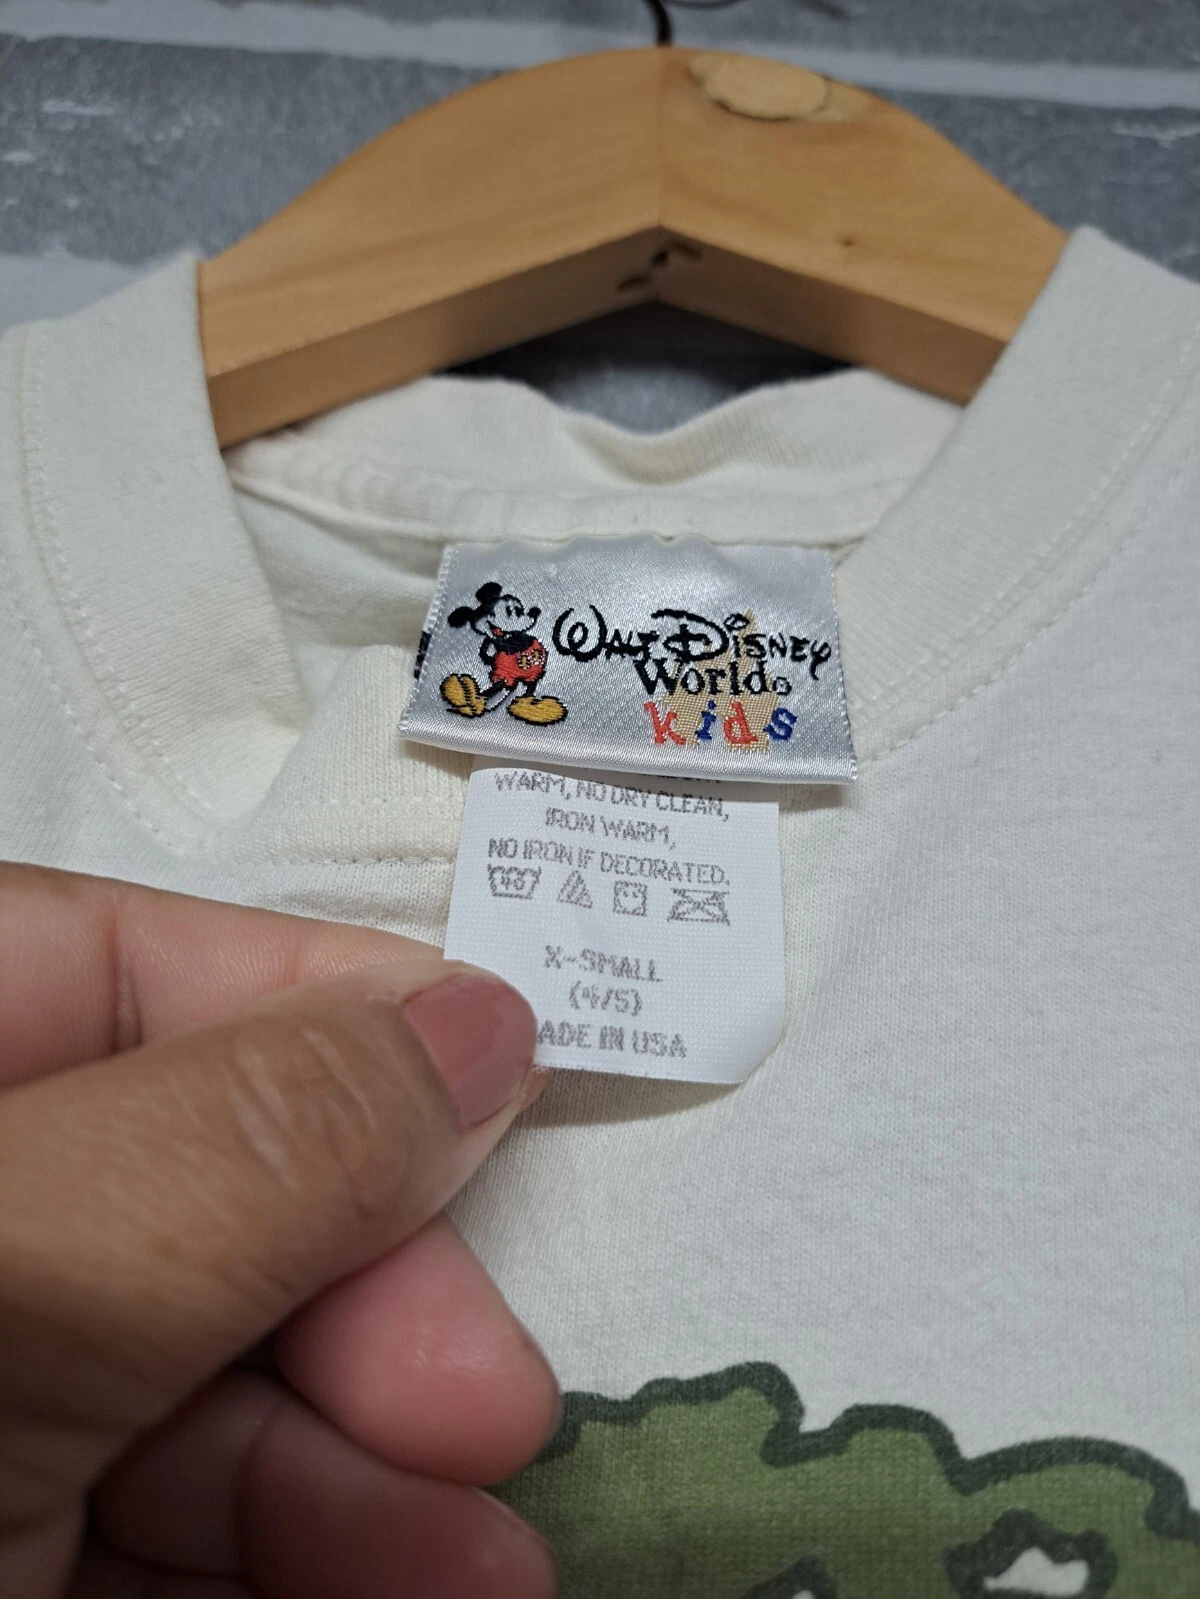 Walt Disney
World®
kids
WARM, NO DRY CLEAN,
IRON WARM,
NO IRON IF DECORATED.
X-SMALL
(4/5)
ADE IN USA